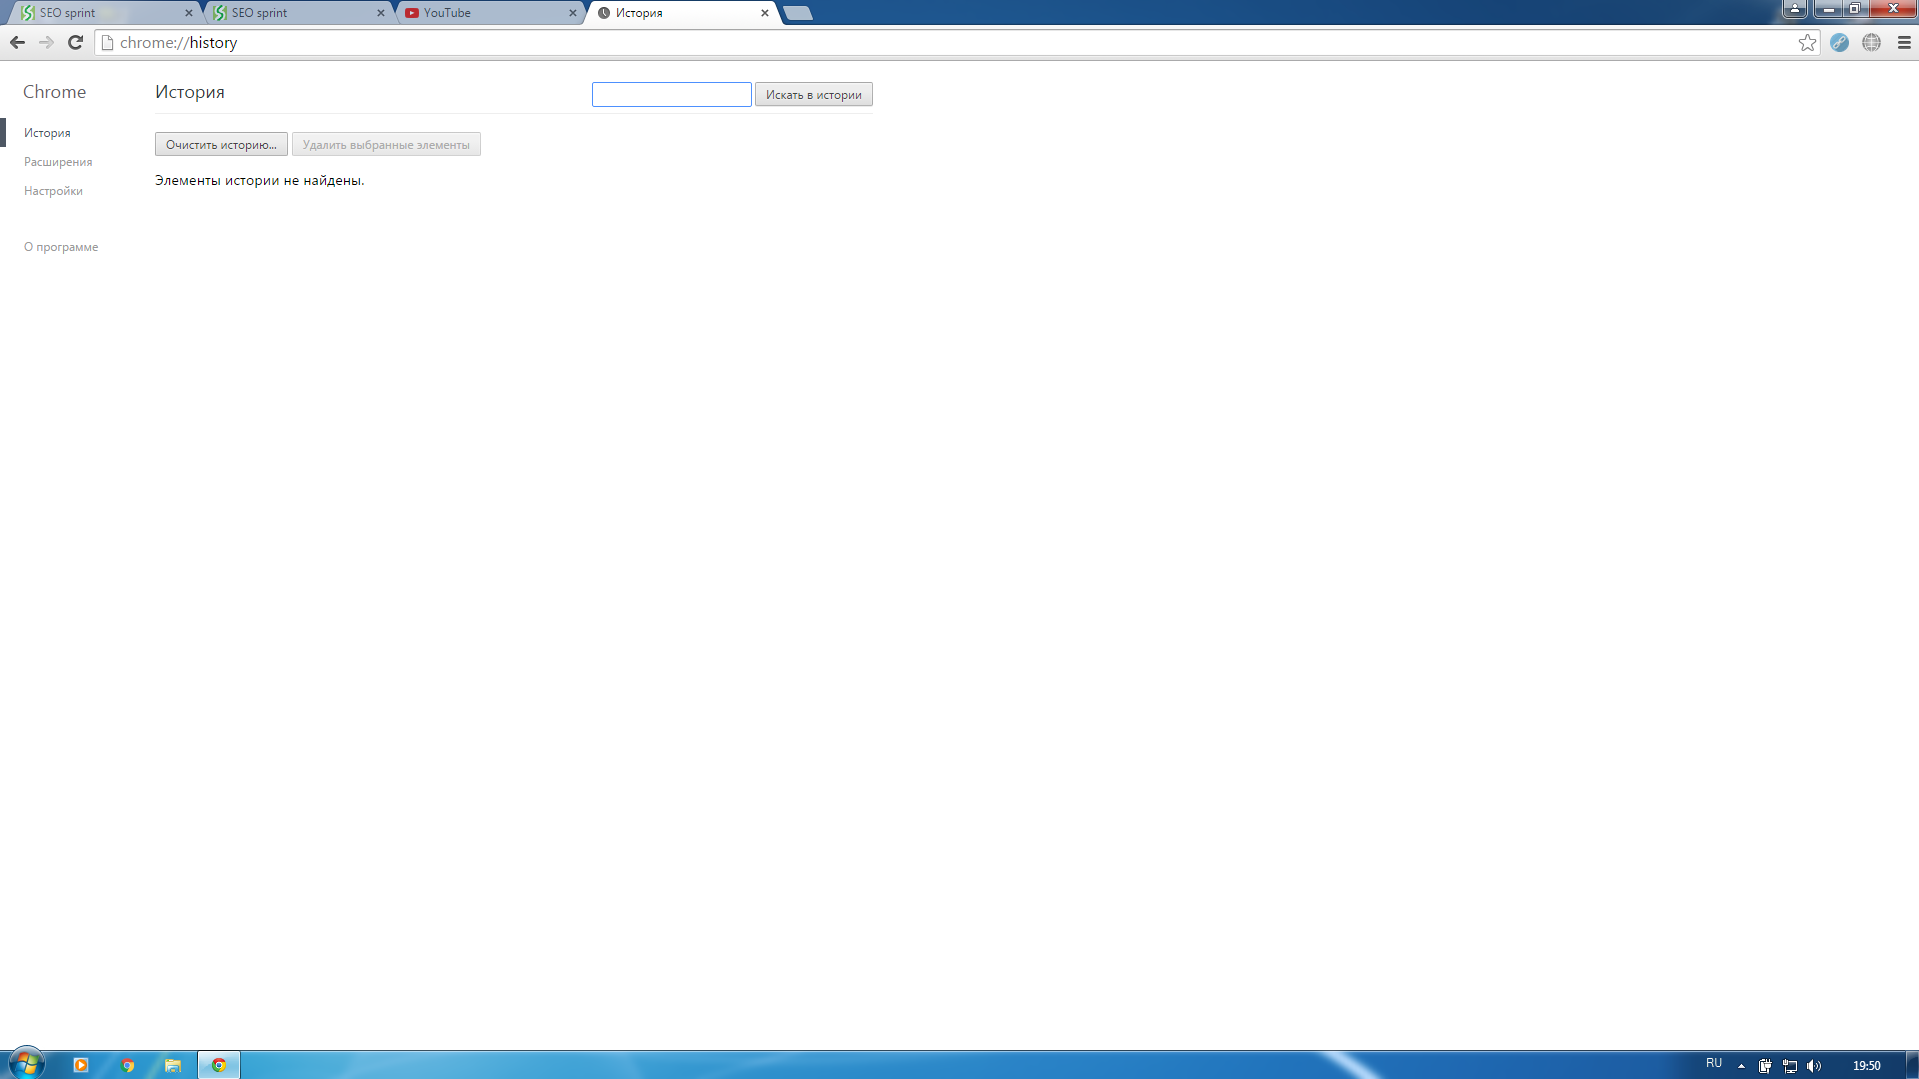 SEO sprint
SEO sprint
YouTube
История
chrome://history
Chrome
История
Искать в истории
История
Расширения
Настройки
О программе
Очистить историю...
Удалить выбранные элементы
Элементы истории не найдены.
RU
19:50